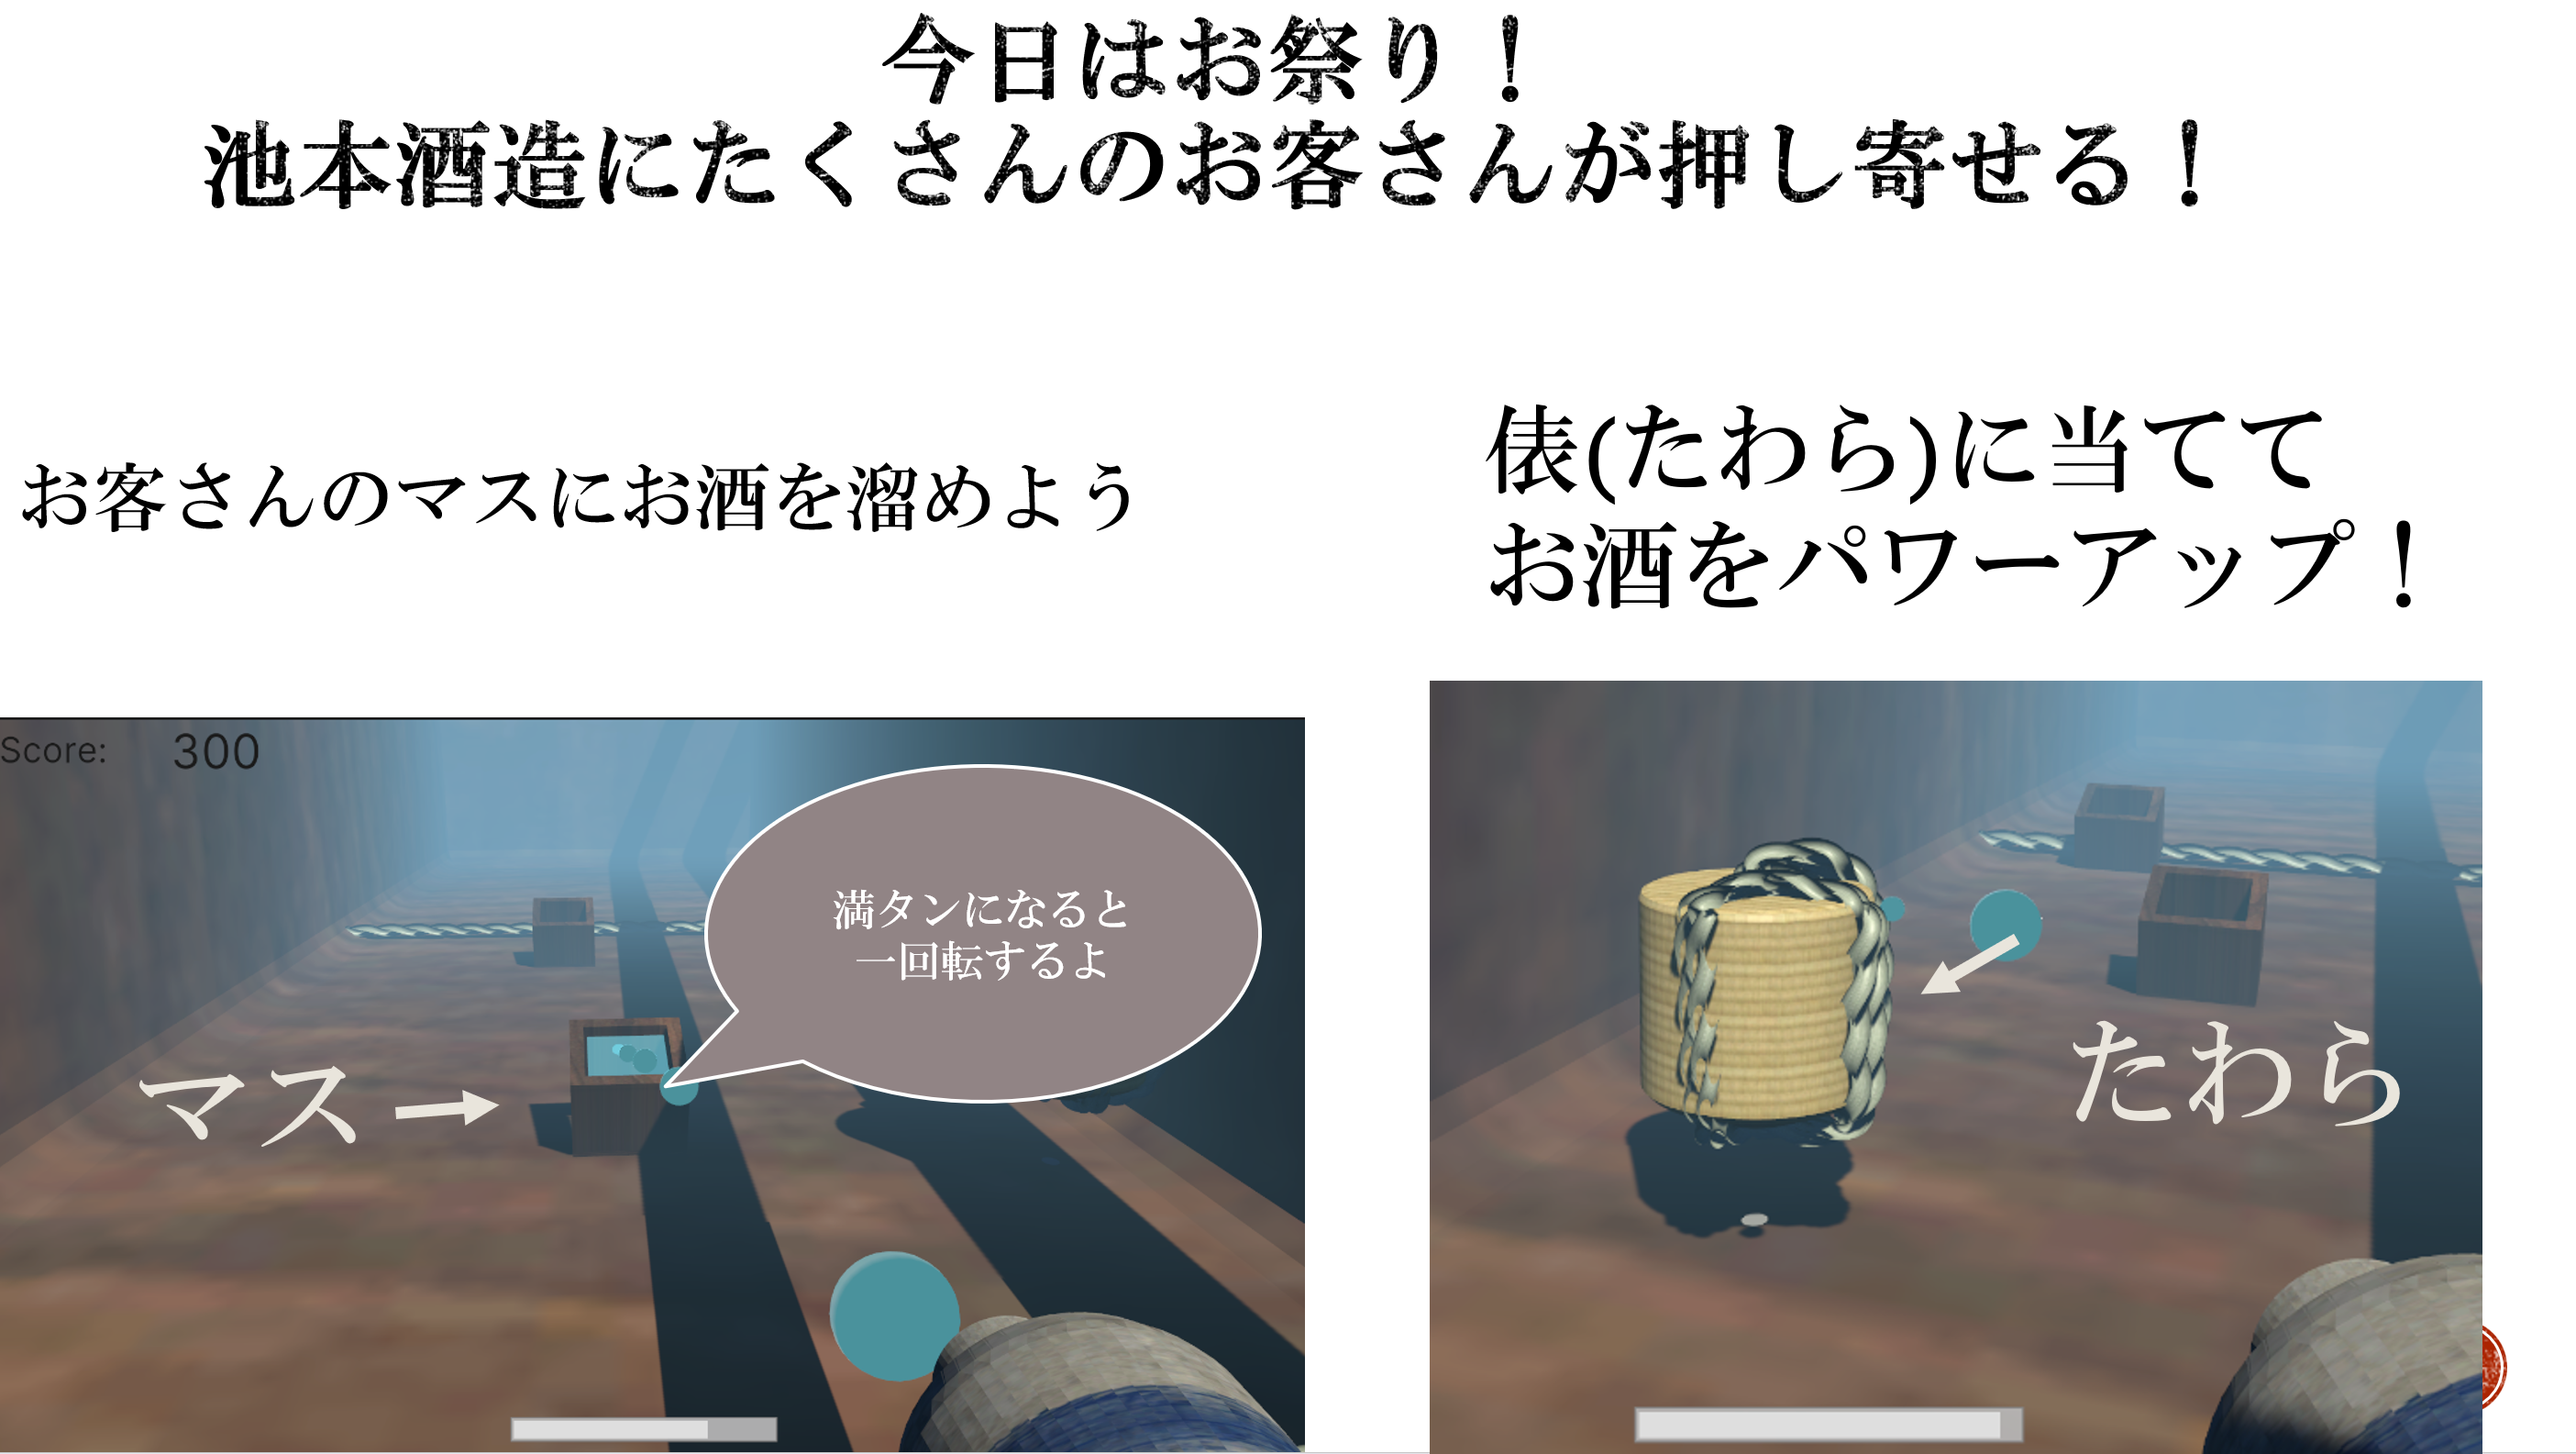 今日はお祭り！
池本酒造にたくさんのお客さんが押し寄せる！
お客さんのマスにお酒を溜めよう
俵(たわら)に当てて
お酒をパワーアップ！
Score: 300
満タンになると
一回転するよ
マス→
たわら